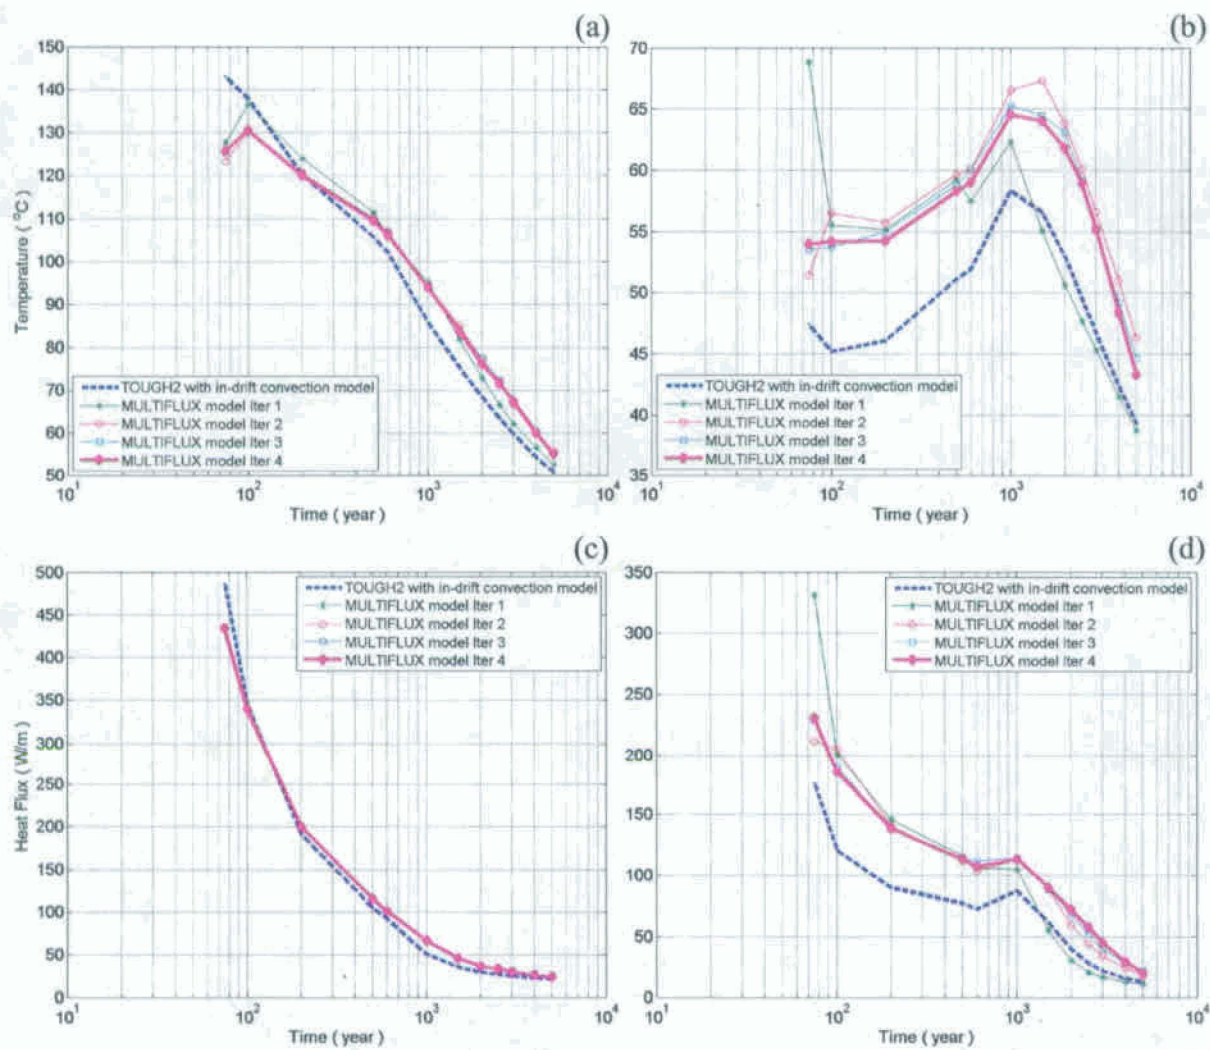 (a)
150
140
130
120
110
100
90
80
70
60
50
Temperature ( °C)
TOUGH2 with in-drift convection model
MULTIFLUX model Iter 1
MULTIFLUX model Iter 2
MULTIFLUX model Iter 3
MULTIFLUX model Iter 4
10¹ 10² 10³ 10⁴
Time ( year )
(b)
70
65
60
55
50
45
40
35
TOUGH2 with in-drift convection model
MULTIFLUX model Iter 1
MULTIFLUX model Iter 2
MULTIFLUX model Iter 3
MULTIFLUX model Iter 4
10¹ 10² 10³ 10⁴
Time ( year )
(c)
500
450
400
350
300
250
200
150
100
50
0
Heat Flux ( W/m )
TOUGH2 with in-drift convection model
MULTIFLUX model Iter 1
MULTIFLUX model Iter 2
MULTIFLUX model Iter 3
MULTIFLUX model Iter 4
10¹ 10² 10³ 10⁴
Time ( year )
(d)
350
300
250
200
150
100
50
0
TOUGH2 with in-drift convection model
MULTIFLUX model Iter 1
MULTIFLUX model Iter 2
MULTIFLUX model Iter 3
MULTIFLUX model Iter 4
10¹ 10² 10³ 10⁴
Time ( year )